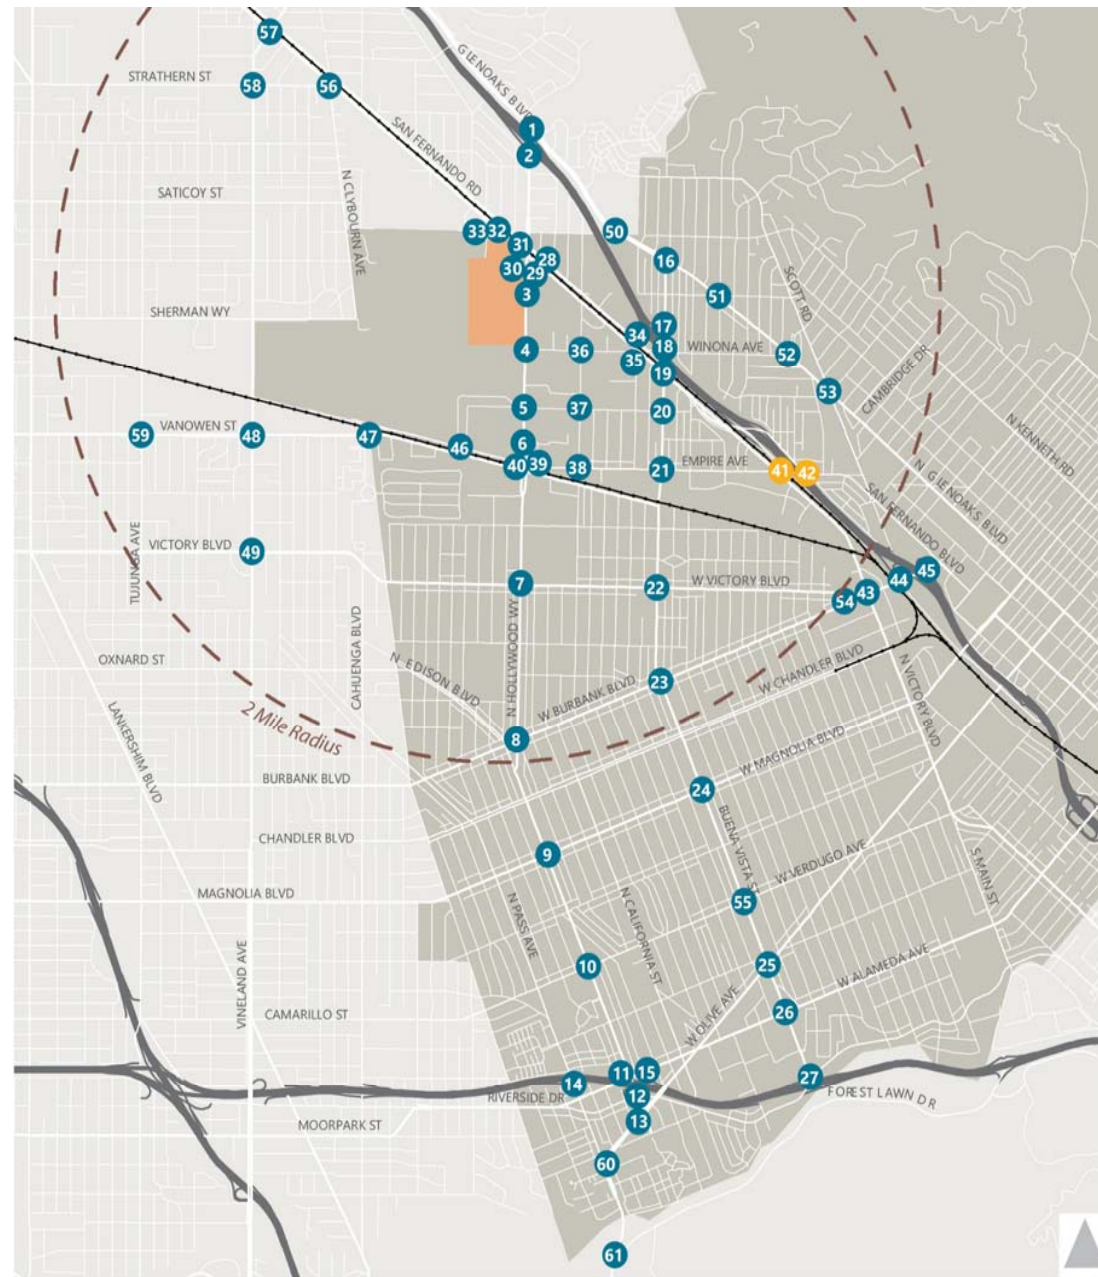 57
GlENOAKS BLVD
STRATHERN ST
58
56
SAN FERNANDO RD
1
2
SATICOY ST
N CLYBOURN AVE
33
32
31
50
30
29
28
16
SCOTT RD
3
51
SHERMAN WY
34
17
4
36
35
18
WINONA AVE
52
19
CAMBRIDGE DR
53
5
37
20
N KENNETH RD
59
VANOWEN ST
48
47
46
6
40
39
38
21
EMPIRE AVE
41
42
N GlENOAKS BLVD
SAN FERNANDO BLVD
TUJUNGA AVE
VICTORY BLVD
49
7
22
W VICTORY BLVD
54
43
44
45
CAHUENGA BLVD
OXNARD ST
N EDISON BLVD
N HOLLYWOOD WY
W BURBANK BLVD
23
W CHANDLER BLVD
N VICTORY BLVD
LANKERSHIM BLVD
2 Mile Radius
8
W MAGNOLIA BLVD
BURBANK BLVD
24
BUENA VISTA ST
CHANDLER BLVD
9
W VERDUGO AVE
S MAIN ST
MAGNOLIA BLVD
N PASS AVE
N CALIFORNIA ST
55
VINELAND AVE
10
25
W ALAMEDA AVE
W OLIVE AVE
CAMARILLO ST
26
14
11
15
27
RIVERSIDE DR
12
FOREST LAWN DR
MOORPARK ST
13
60
61